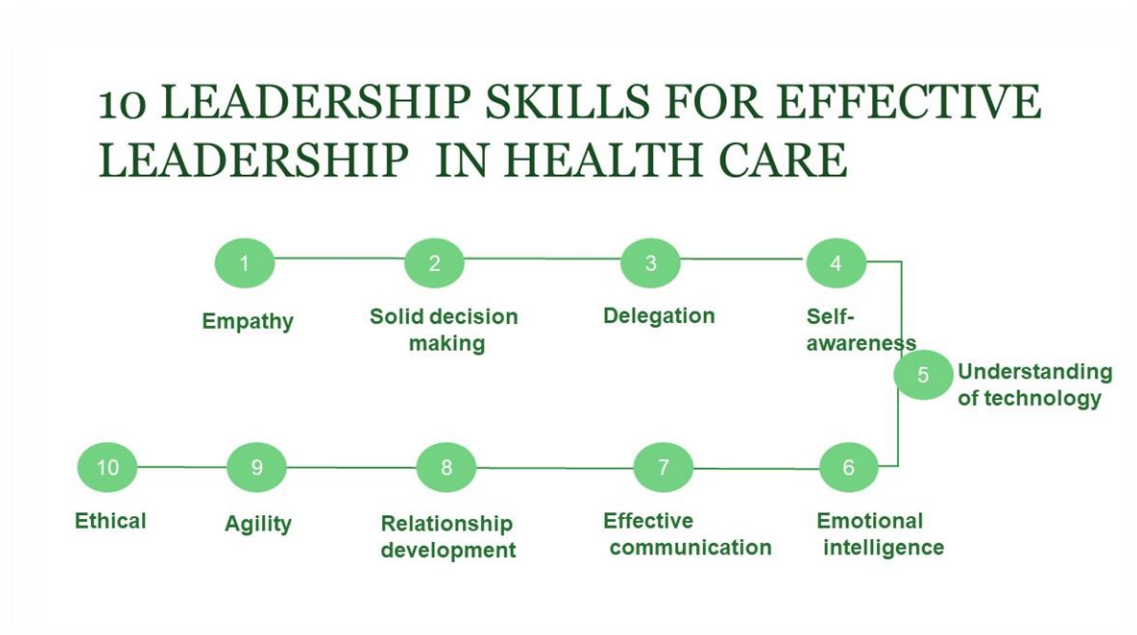 10 LEADERSHIP SKILLS FOR EFFECTIVE
LEADERSHIP IN HEALTH CARE
1
Empathy
2
Solid decision
making
3
Delegation
4
Self-
awareness
5
Understanding
of technology
6
Emotional
intelligence
7
Effective
communication
8
Relationship
development
9
Agility
10
Ethical